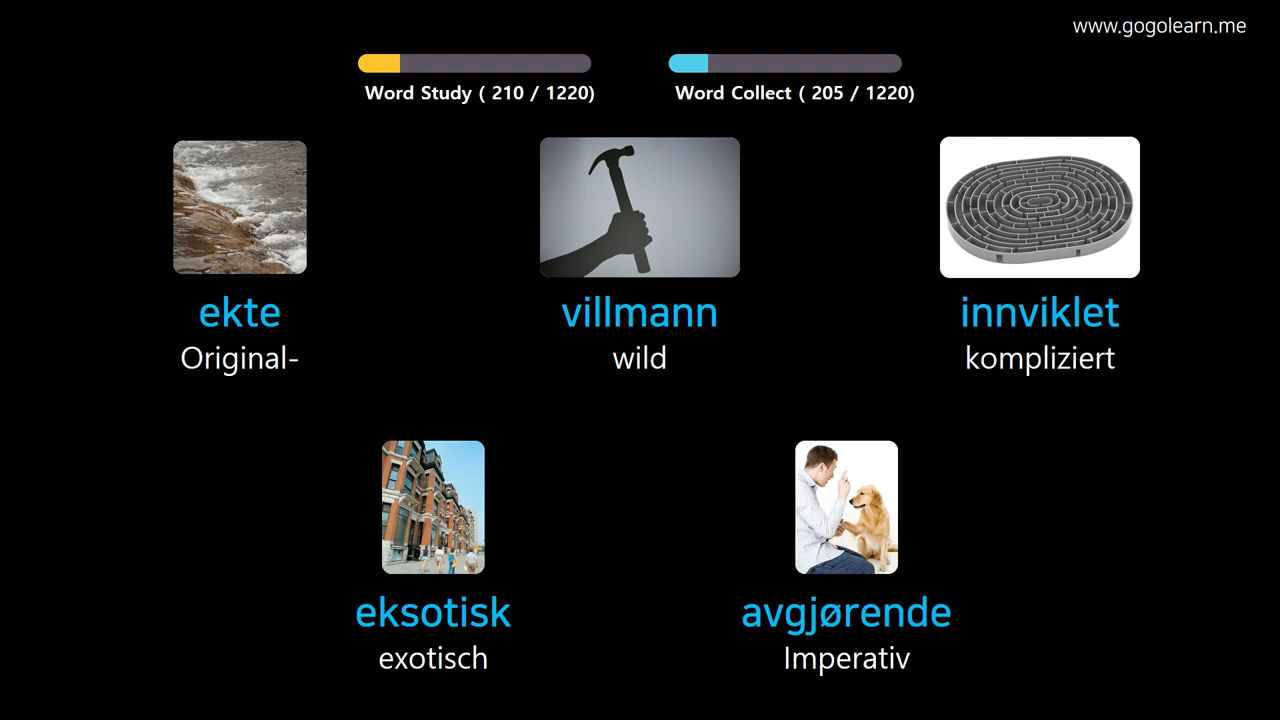 www.gogolearn.me
Word Study ( 210 / 1220)
Word Collect ( 205 / 1220)
ekte
Original-
villmann
wild
innviklet
kompliziert
eksotisk
exotisch
avgjørende
Imperativ